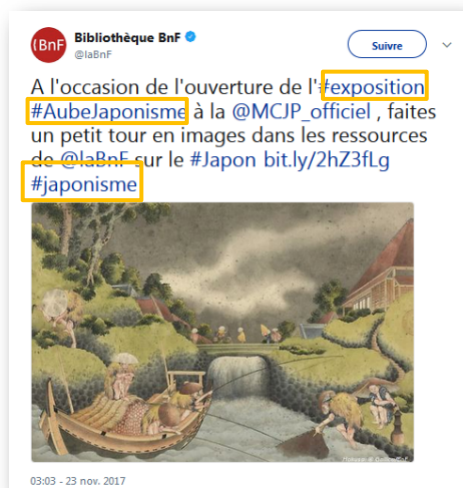 (BnF
Bibliothèque BnF
@laBnF
Suivre
A l'occasion de l'ouverture de l'#exposition
#AubeJaponisme à la @MCJP_officiel , faites
un petit tour en images dans les ressources
de @laBnF sur le #Japon bit.ly/2hZ3fLg
#japonisme
03:03 - 23 nov. 2017